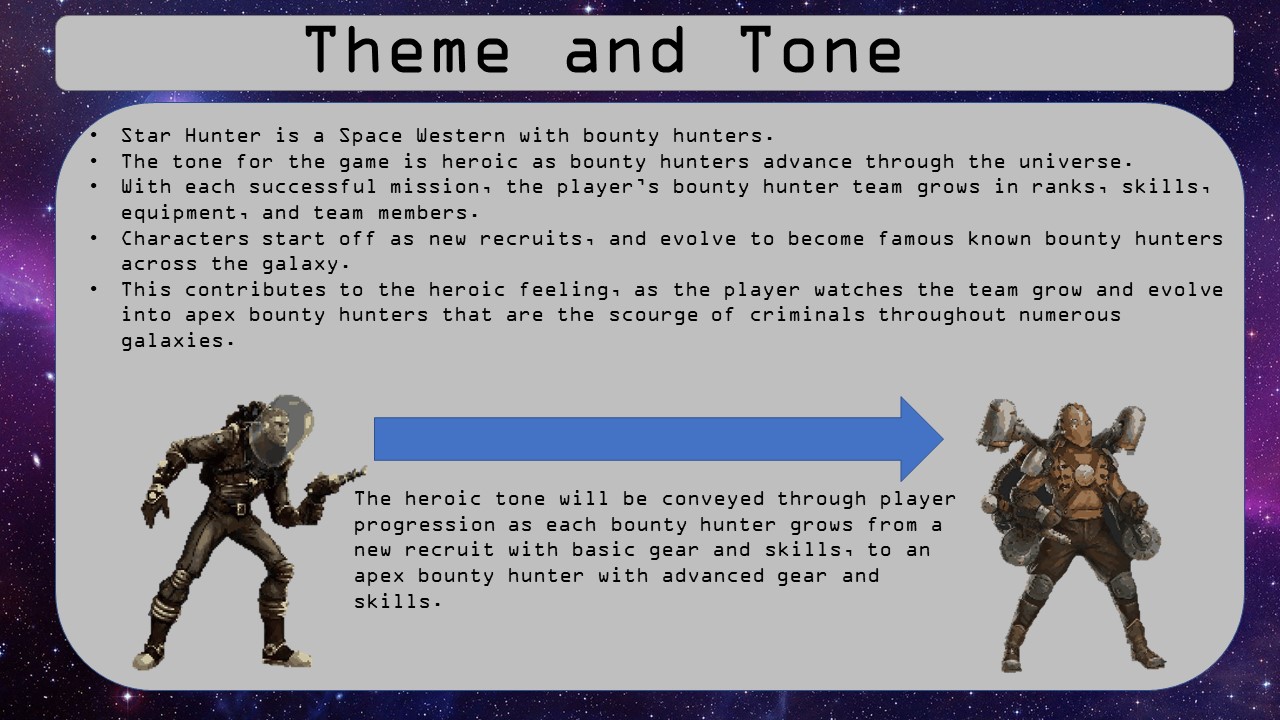 Theme and Tone
• Star Hunter is a Space Western with bounty hunters.
• The tone for the game is heroic as bounty hunters advance through the universe.
• With each successful mission, the player's bounty hunter team grows in ranks, skills,
equipment, and team members.
• Characters start off as new recruits, and evolve to become famous known bounty hunters
across the galaxy.
• This contributes to the heroic feeling, as the player watches the team grow and evolve
into apex bounty hunters that are the scourge of criminals throughout numerous
galaxies.
The heroic tone will be conveyed through player
progression as each bounty hunter grows from a
new recruit with basic gear and skills, to an
apex bounty hunter with advanced gear and
skills.